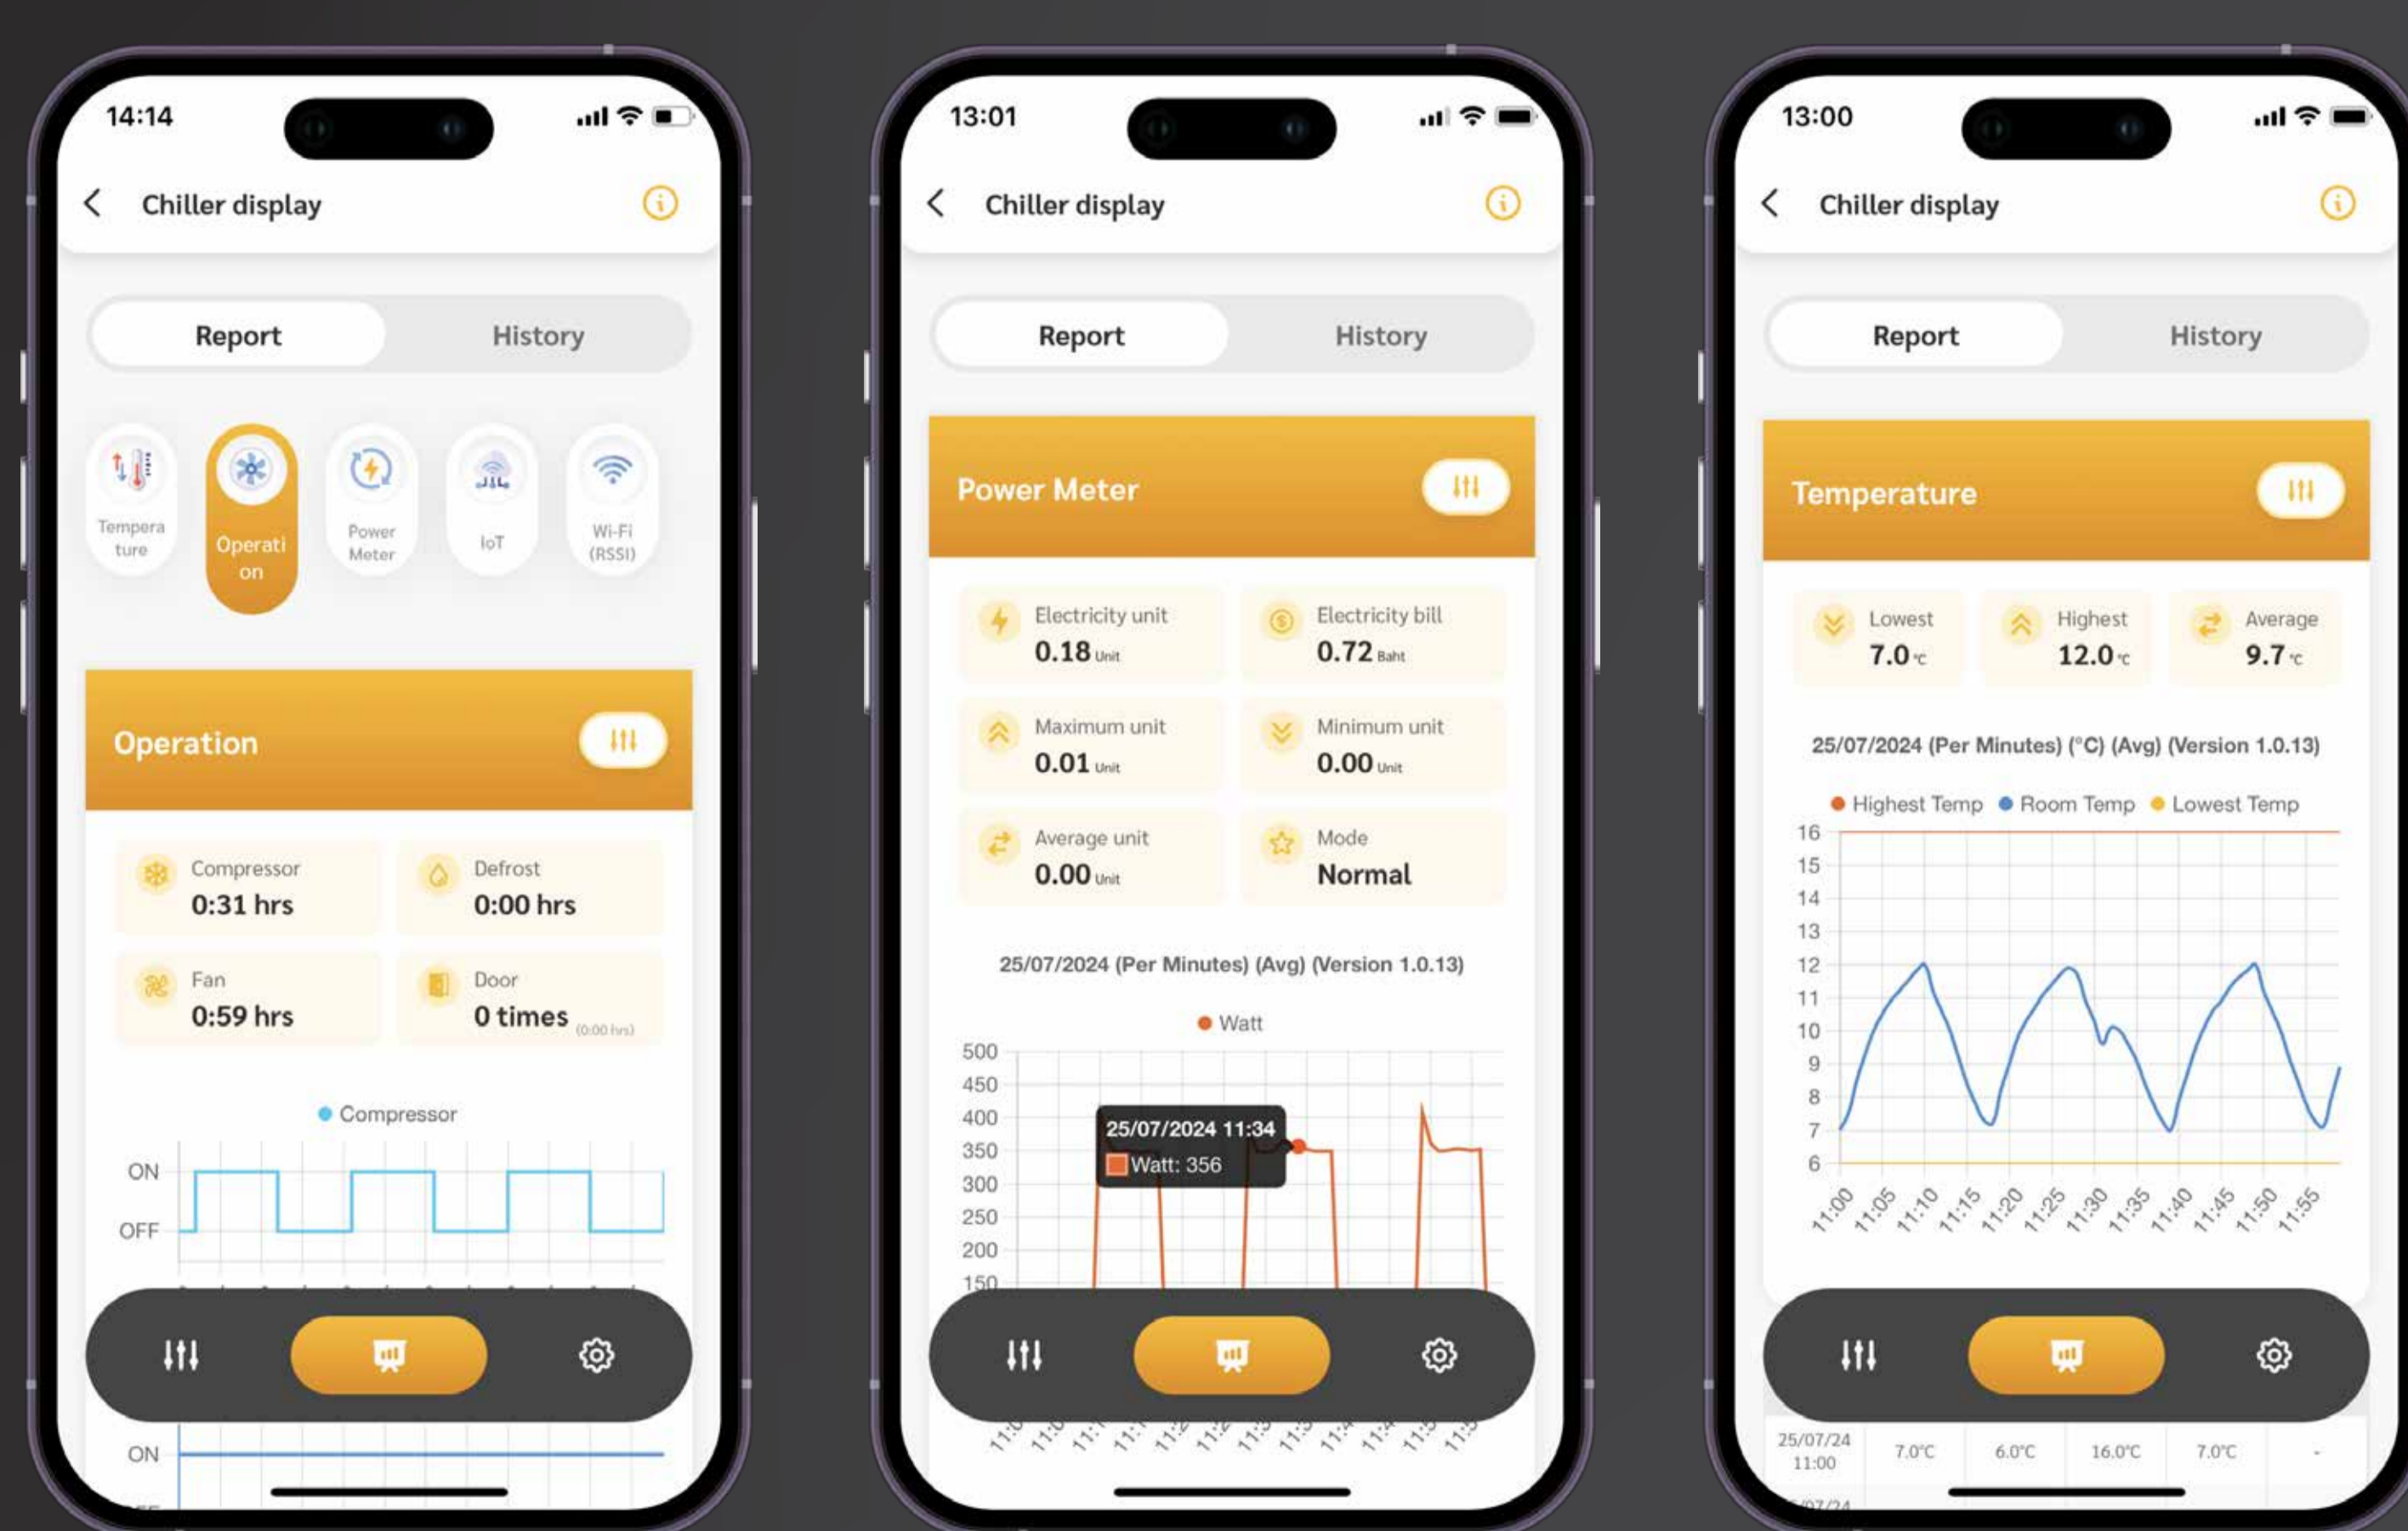 14:14
Chiller display
Report
History
Tempera
ture
Operati
on
Power
Meter
IoT
Wi-Fi
(RSSI)
Operation
Compressor
0:31 hrs
Defrost
0:00 hrs
Fan
0:59 hrs
Door
0 times (0:00 hrs)
Compressor
ON
OFF
ON
13:01
Chiller display
Report
History
Power Meter
Electricity unit
0.18 Unit
Electricity bill
0.72 Baht
Maximum unit
0.01 Unit
Minimum unit
0.00 Unit
Average unit
0.00 Unit
Mode
Normal
25/07/2024 (Per Minutes) (Avg) (Version 1.0.13)
Watt
500
450
400
350
300
250
200
150
25/07/2024 11:34
Watt: 356
13:00
Chiller display
Report
History
Temperature
Lowest
7.0 °C
Highest
12.0 °C
Average
9.7 °C
25/07/2024 (Per Minutes) (°C) (Avg) (Version 1.0.13)
Highest Temp Room Temp Lowest Temp
16
15
14
13
12
11
10
9
8
7
6
11:00 11:05 11:10 11:15 11:20 11:25 11:30 11:35 11:40 11:45 11:50 11:55
25/07/24
11:00
7.0°C 6.0°C 16.0°C 7.0°C -